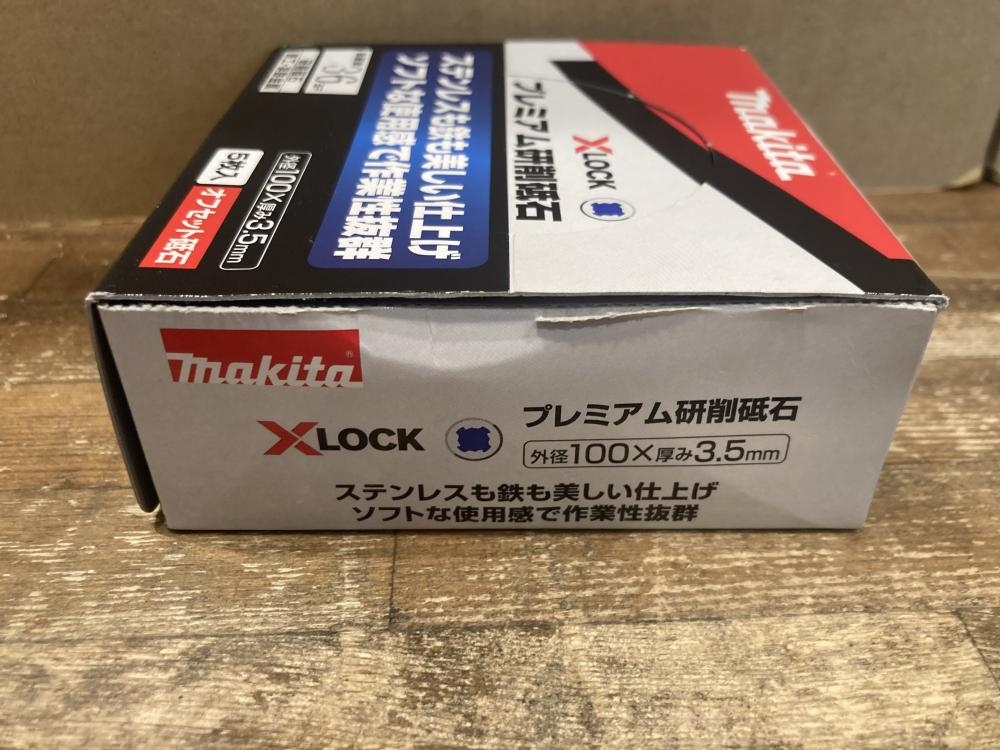 makita
XLOCK
プレミアム研削砥石
ステンレスも鉄も美しい仕上げ
ソフトな使用感で作業性抜群
36
外径100×厚み3.5mm
5枚入
オフセット砥石
makita®
XLOCK
プレミアム研削砥石
外径100×厚み3.5mm
ステンレスも鉄も美しい仕上げ
ソフトな使用感で作業性抜群